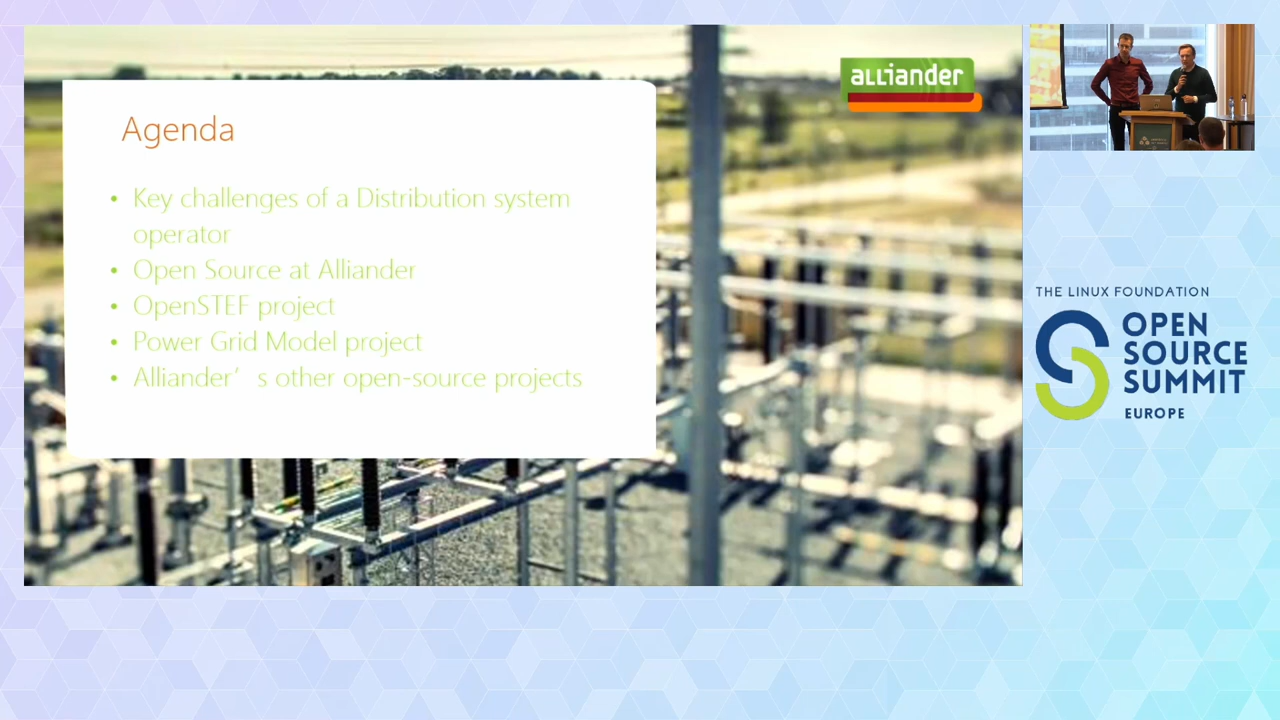 alliander
Agenda
• Key challenges of a Distribution system
operator
• Open Source at Alliander
• OpenSTEF project
• Power Grid Model project
• Alliander’ s other open-source projects
THE LINUX FOUNDATION
OPEN
SOURCE
SUMMIT
EUROPE